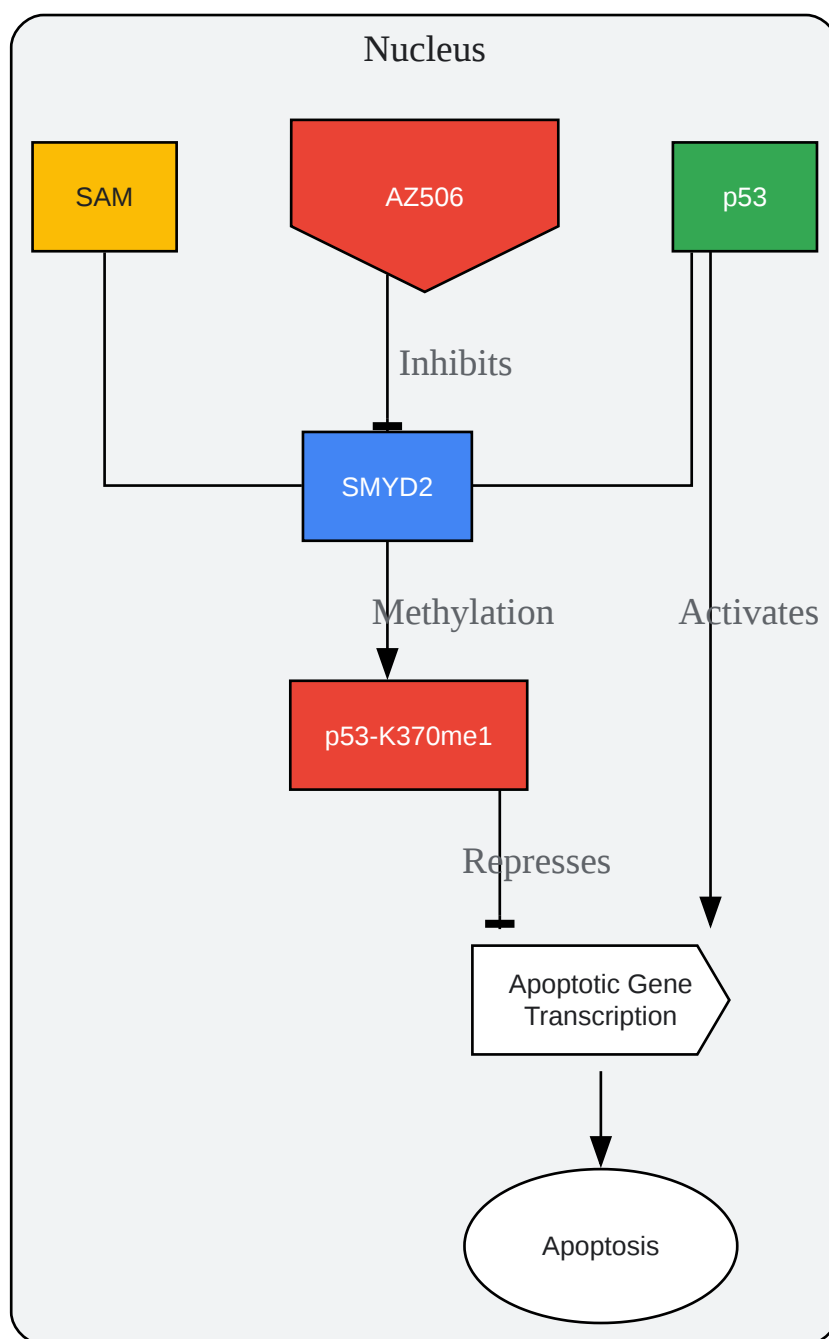 Nucleus
SAM
AZ506
p53
Inhibits
SMYD2
Methylation
Activates
p53-K370me1
Represses
Apoptotic Gene
Transcription
Apoptosis